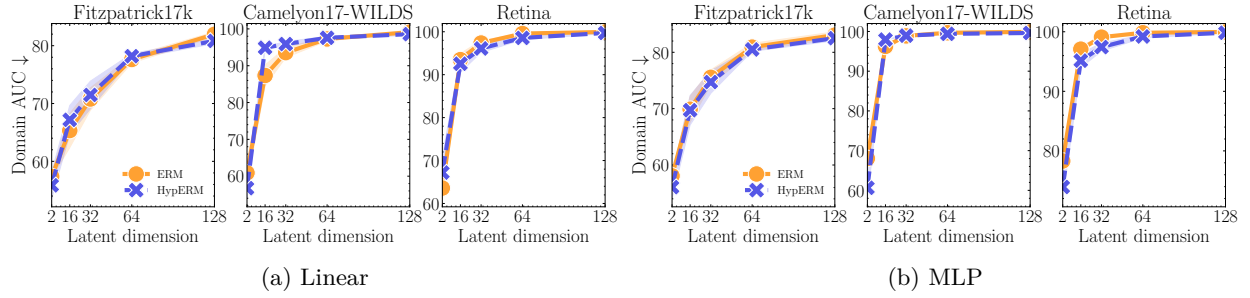 Fitzpatrick17k
Camelyon17-WILDS
Retina
Domain AUC ↓
80
70
60
100
90
80
70
60
100
90
80
70
60
ERM
HypERM
2 16 32 64 128
2 16 32 64 128
2 16 32 64 128
Latent dimension
Latent dimension
Latent dimension
(a) Linear
Fitzpatrick17k
Camelyon17-WILDS
Retina
Domain AUC ↓
80
70
60
50
100
90
80
70
60
100
90
80
ERM
HypERM
2 16 32 64 128
2 16 32 64 128
2 16 32 64 128
Latent dimension
Latent dimension
Latent dimension
(b) MLP